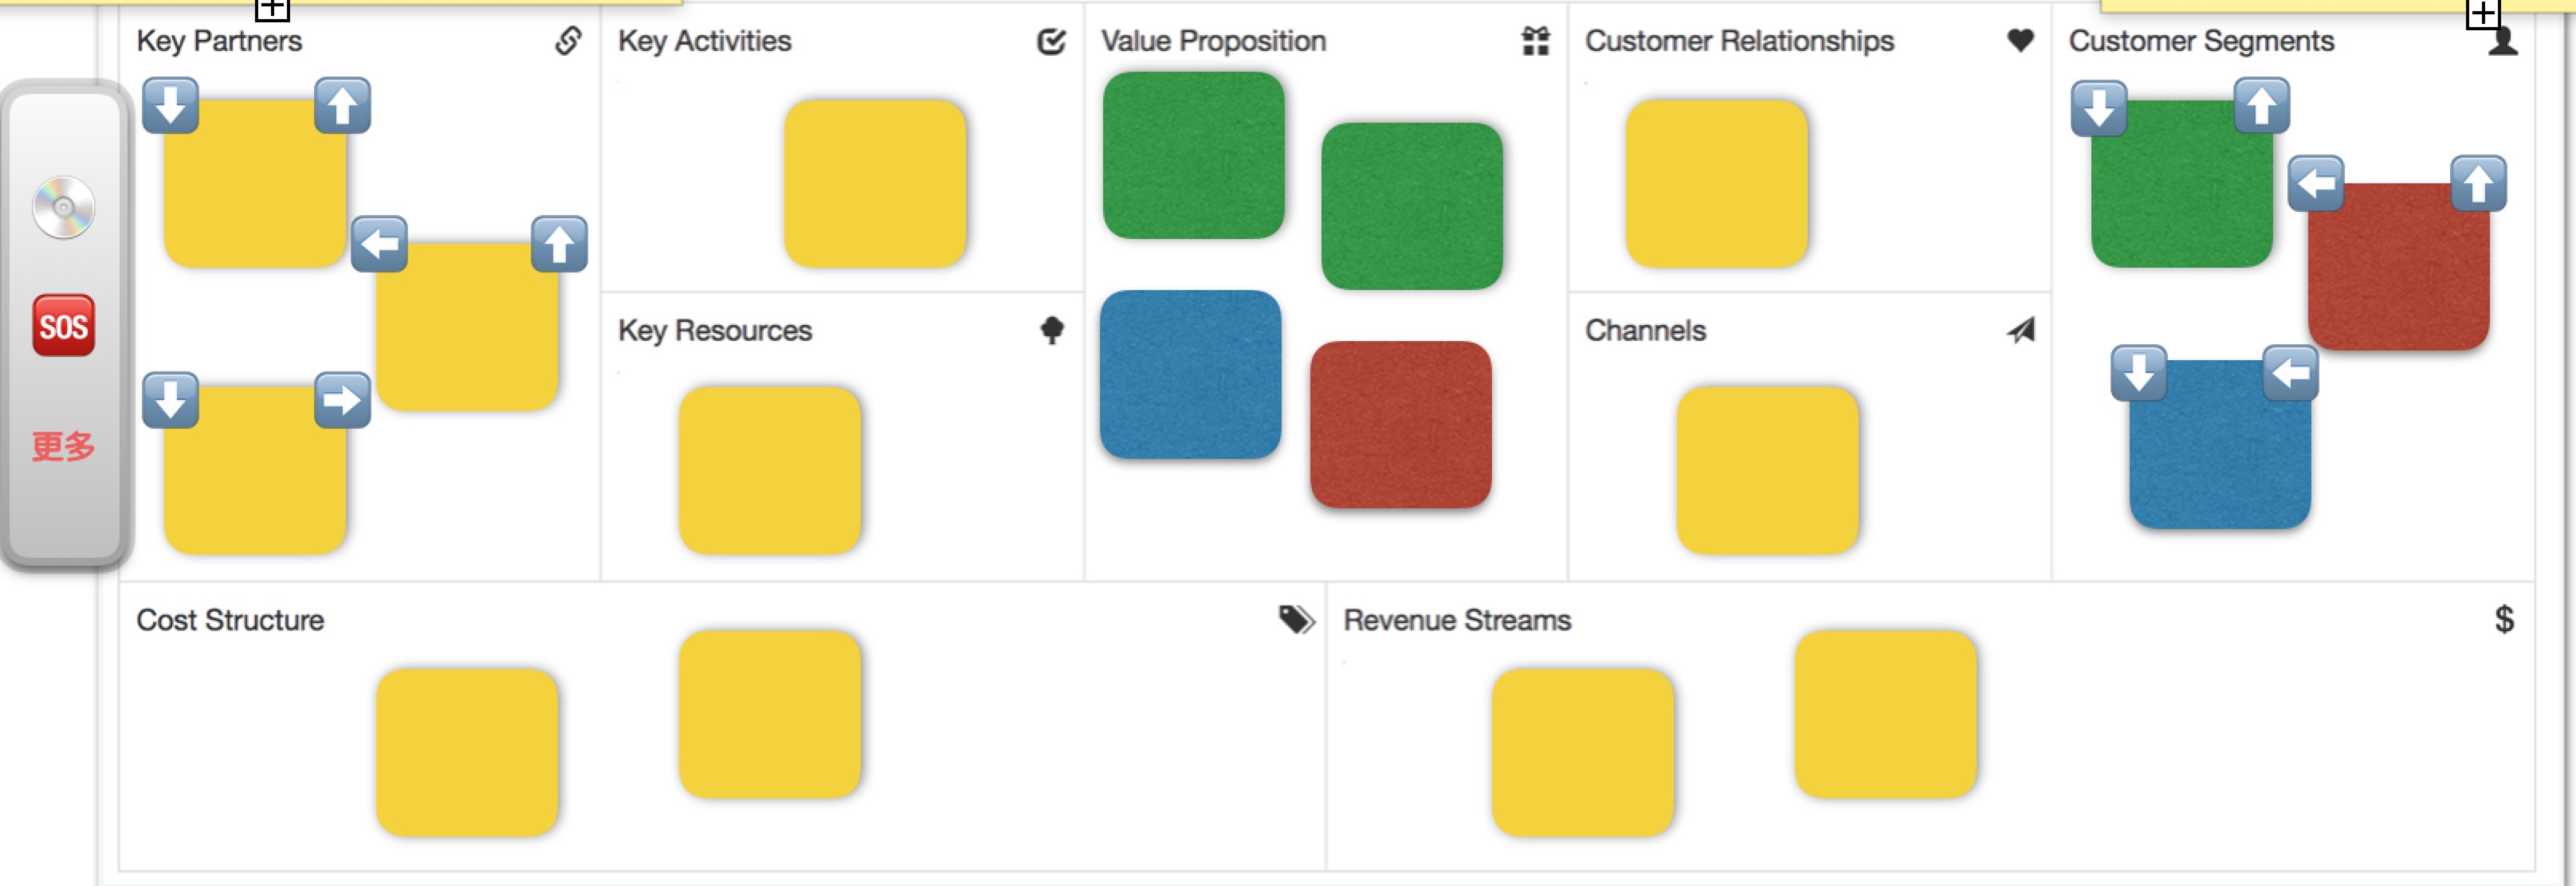 Key Partners
Key Activities
Value Proposition
Customer Relationships
Customer Segments
SOS
更多
Key Resources
Channels
Cost Structure
Revenue Streams
$